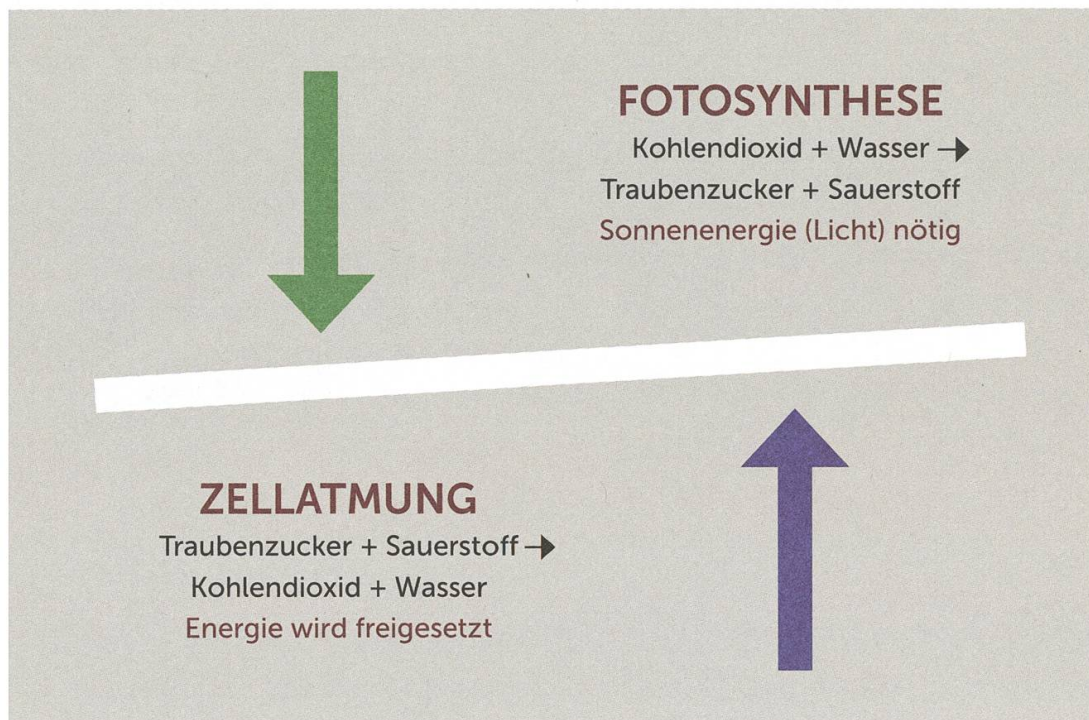 FOTOSYNTHESE
Kohlendioxid + Wasser →
Traubenzucker + Sauerstoff
Sonnenenergie (Licht) nötig
ZELLATMUNG
Traubenzucker + Sauerstoff →
Kohlendioxid + Wasser
Energie wird freigesetzt